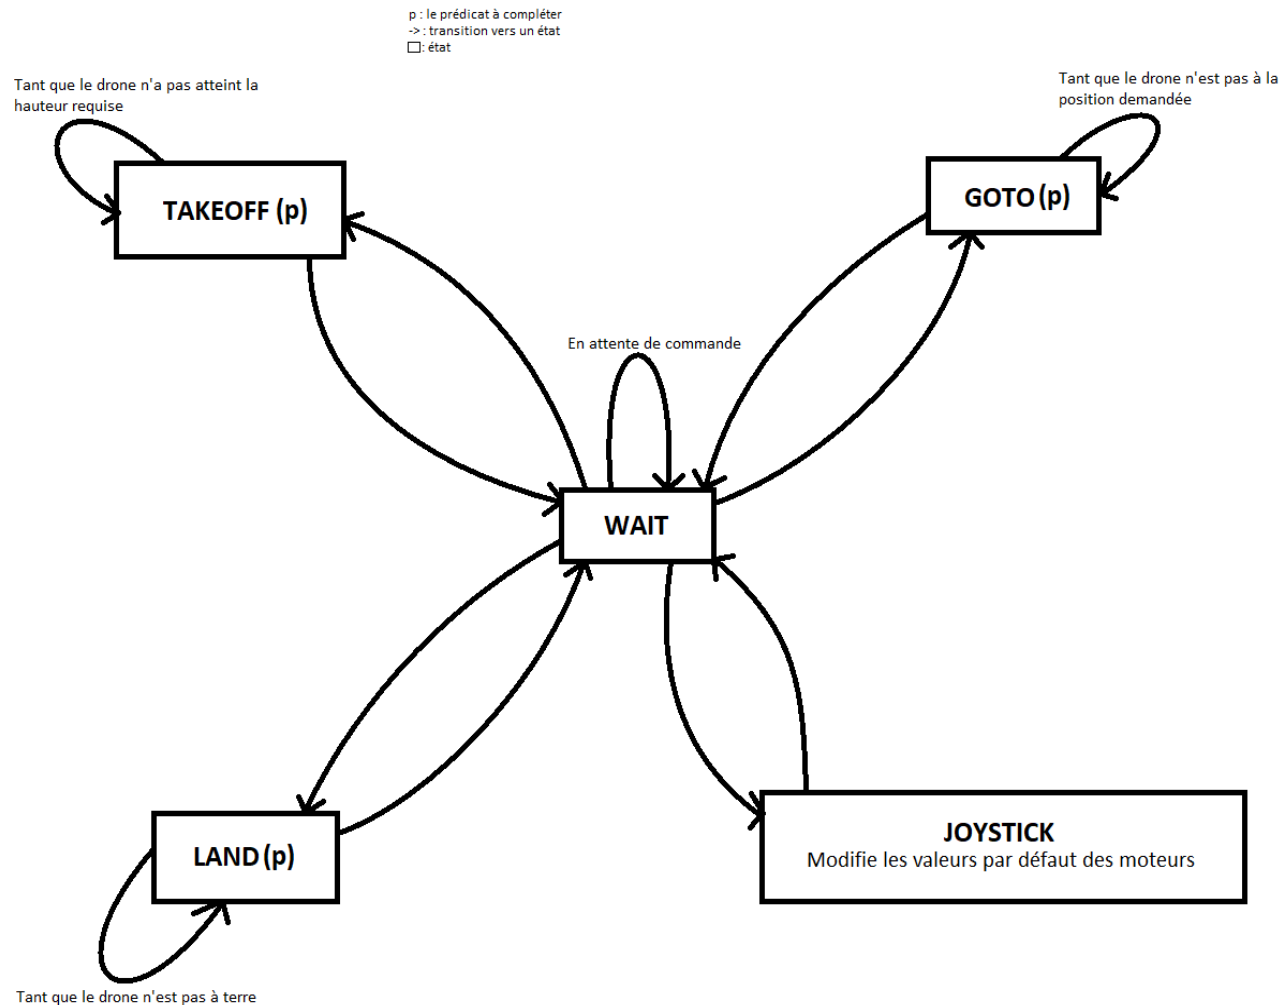 p : le prédicat à compléter
-> : transition vers un état
: état
Tant que le drone n'a pas atteint la
hauteur requise
Tant que le drone n'est pas à la
position demandée
TAKEOFF (p)
GOTO (p)
En attente de commande
WAIT
JOYSTICK
Modifie les valeurs par défaut des moteurs
LAND (p)
Tant que le drone n'est pas à terre